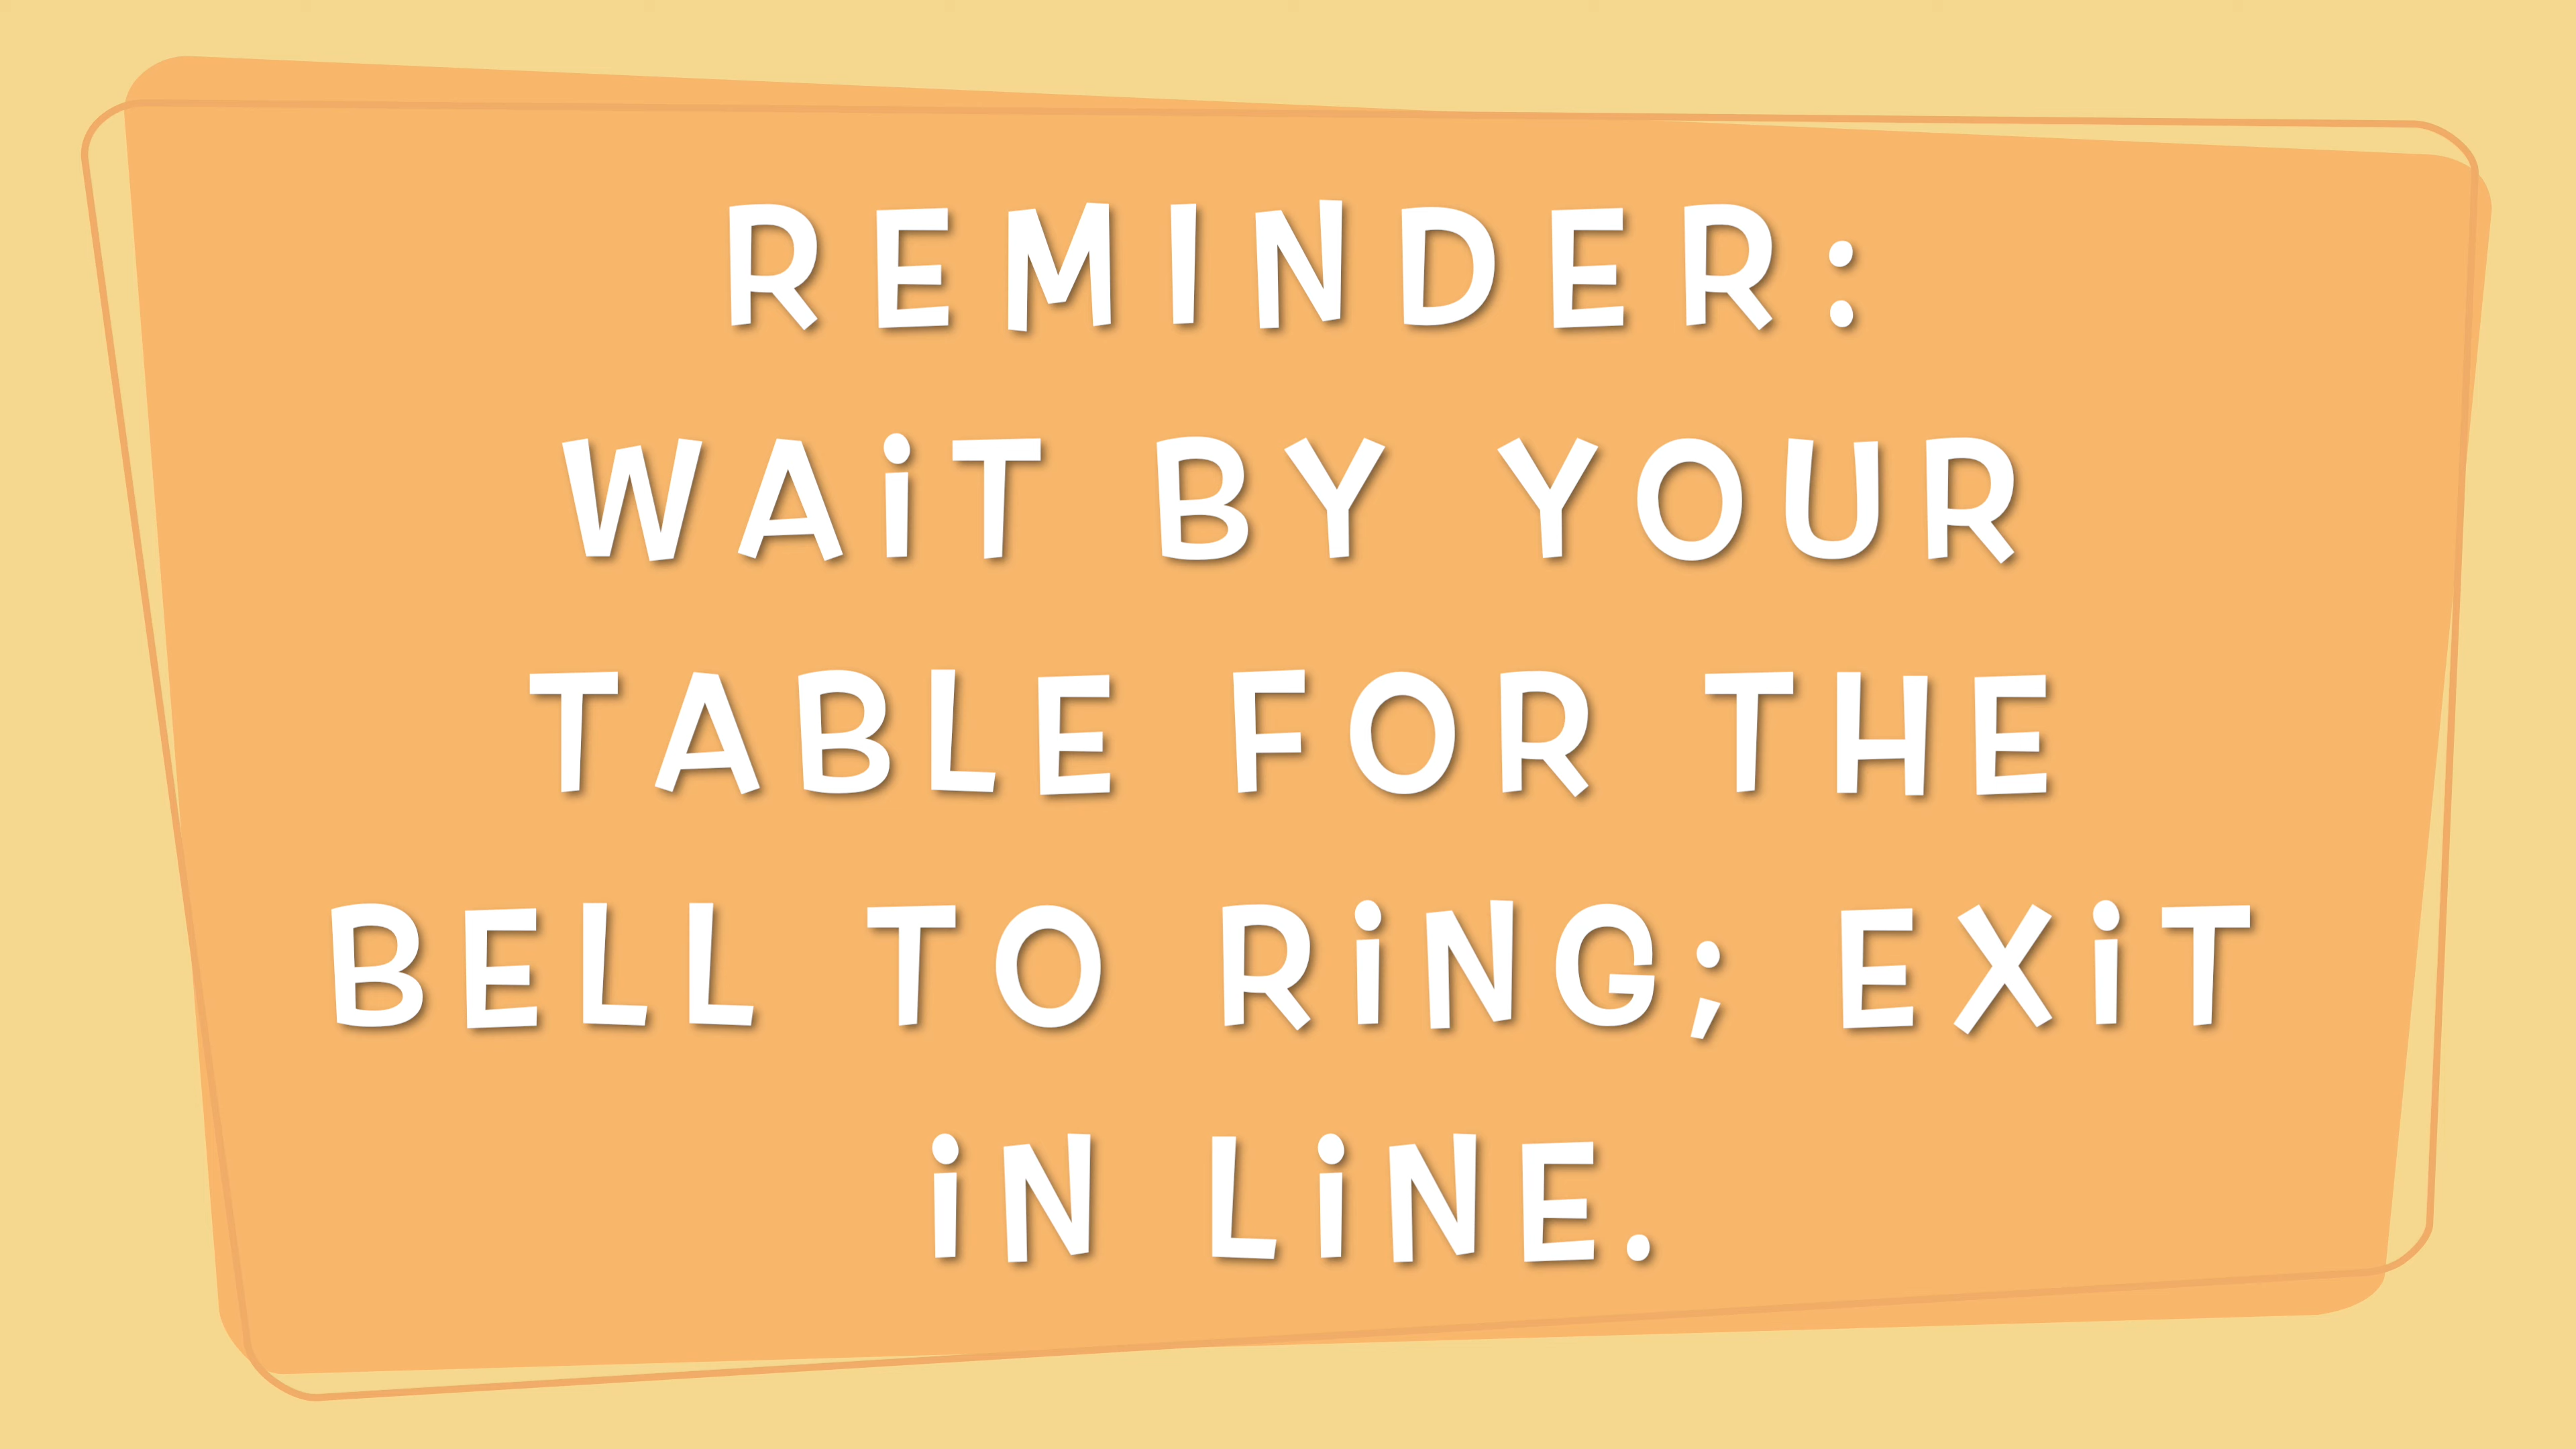 REMINDER:
WAiT BY YOUR
TABLE FOR THE
BELL TO RiNG; EXiT
iN LiNE.